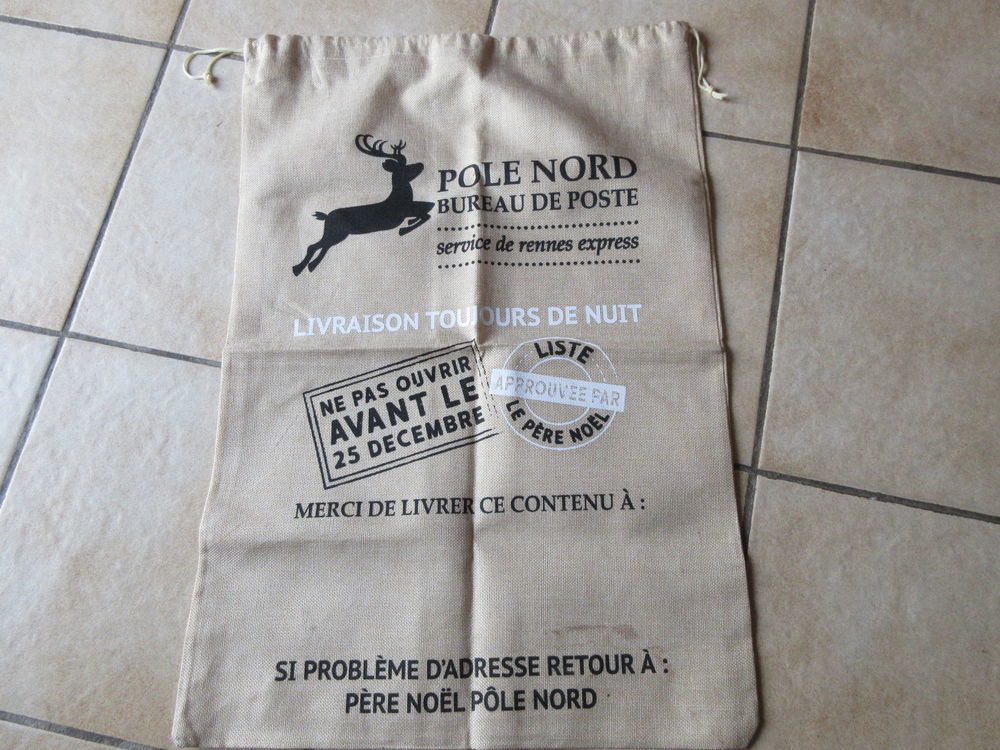 POLE NORD
BUREAU DE POSTE
service de rennes express
LIVRAISON TOUJOURS DE NUIT
NE PAS OUVRIR
AVANT LE
25 DECEMBRE
LISTE
APPROUVEE PAR
LE PÈRE NOËL
MERCI DE LIVRER CE CONTENU À :
SI PROBLÈME D'ADRESSE RETOUR À :
PÈRE NOËL PÔLE NORD